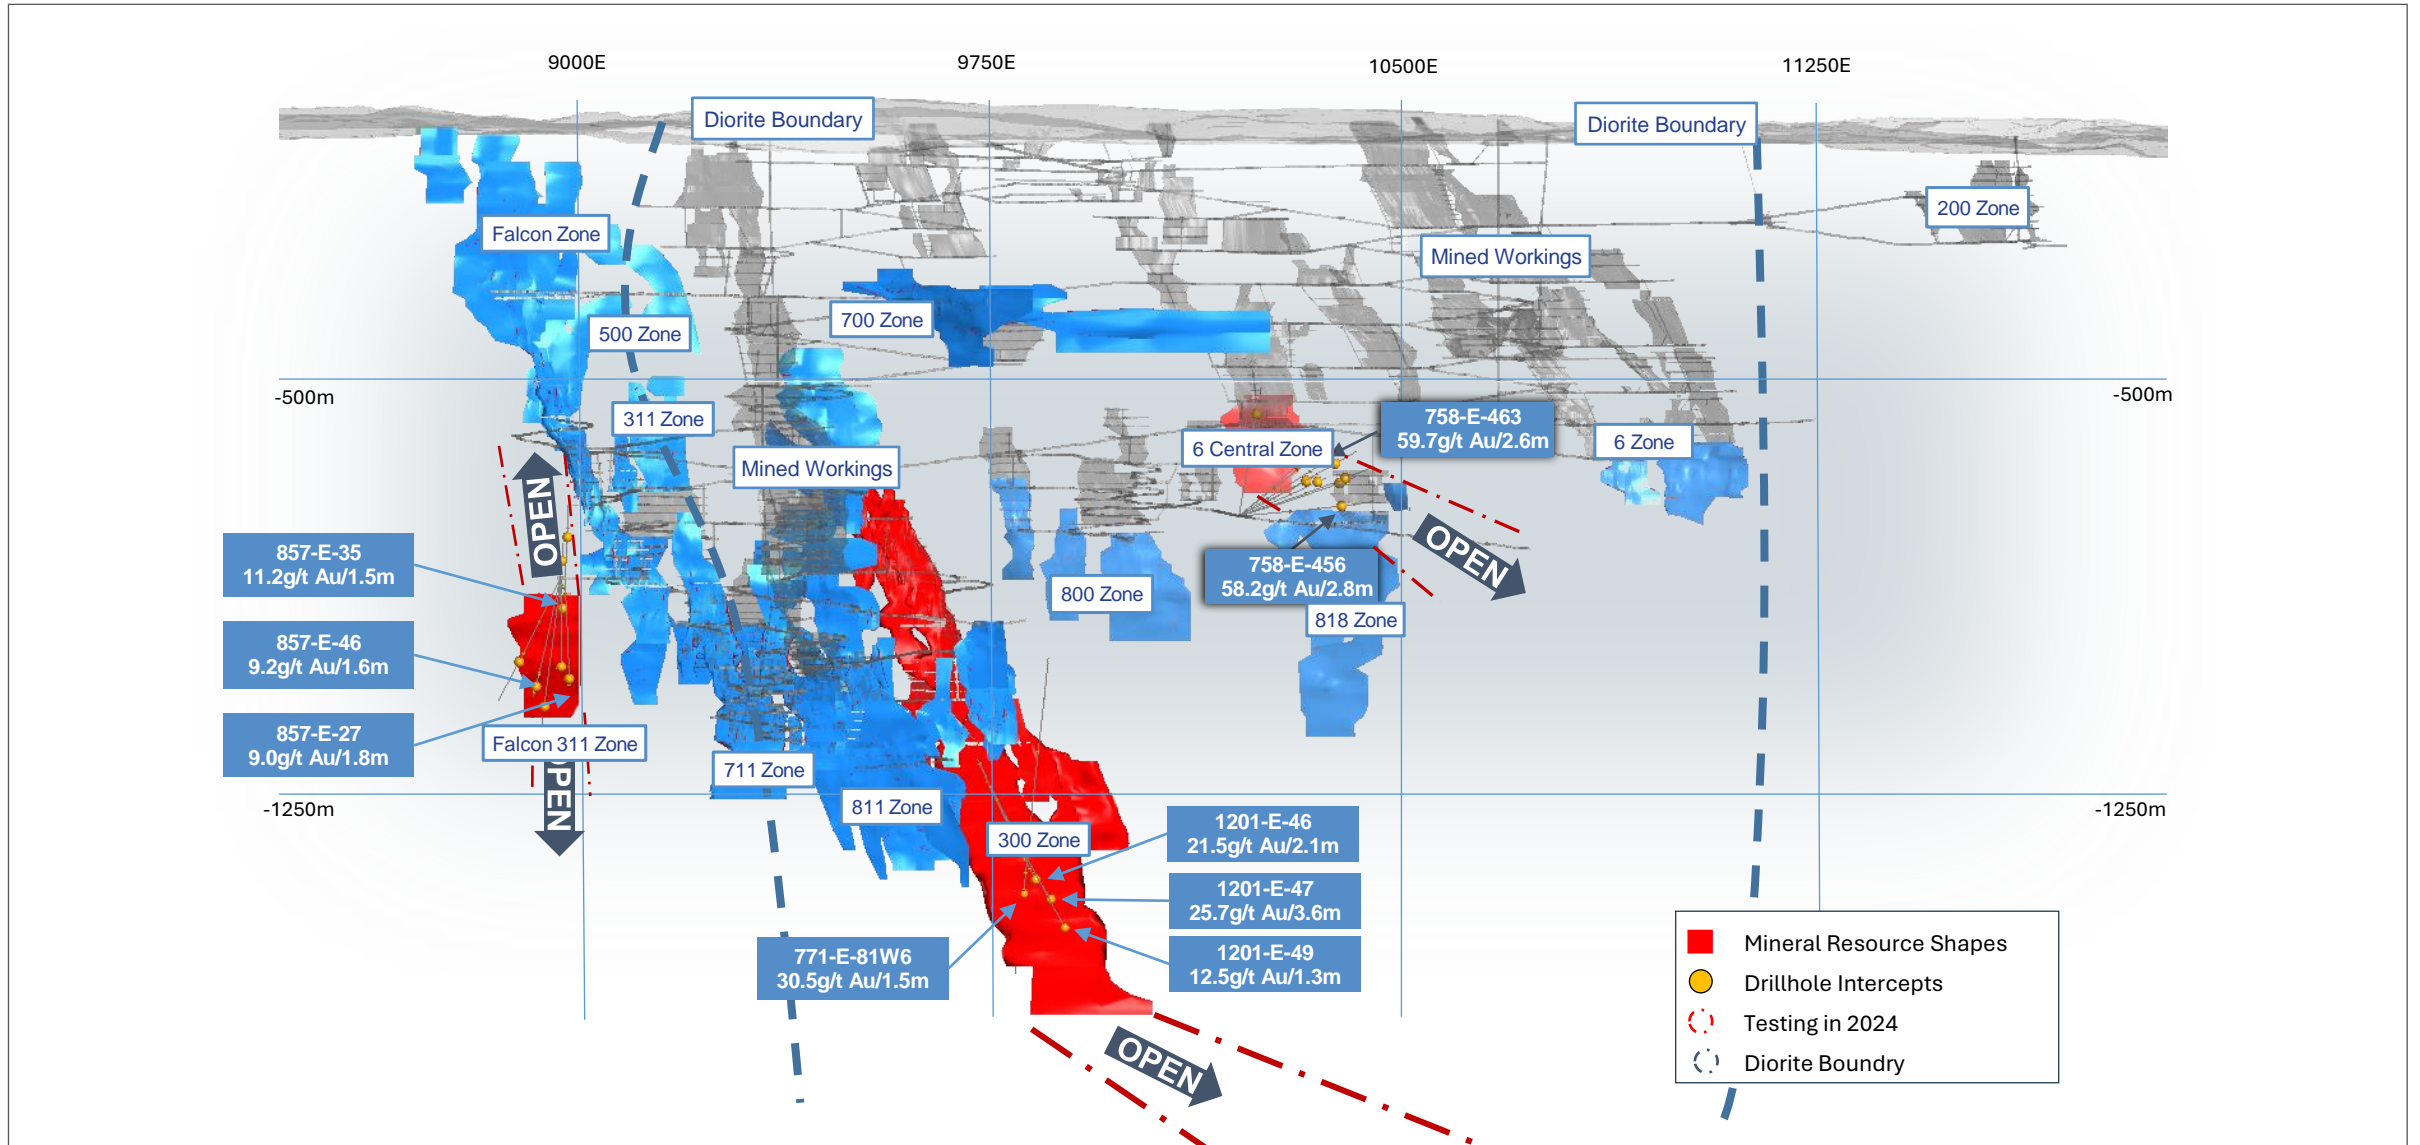 9000E
9750E
10500E
11250E
Diorite Boundary
Diorite Boundary
200 Zone
Falcon Zone
Mined Workings
700 Zone
500 Zone
-500m
-500m
311 Zone
758-E-463
59.7g/t Au/2.6m
6 Central Zone
6 Zone
Mined Workings
OPEN
OPEN
857-E-35
11.2g/t Au/1.5m
758-E-456
58.2g/t Au/2.8m
800 Zone
818 Zone
857-E-46
9.2g/t Au/1.6m
857-E-27
9.0g/t Au/1.8m
Falcon 311 Zone
711 Zone
OPEN
-1250m
-1250m
811 Zone
300 Zone
1201-E-46
21.5g/t Au/2.1m
1201-E-47
25.7g/t Au/3.6m
1201-E-49
12.5g/t Au/1.3m
771-E-81W6
30.5g/t Au/1.5m
OPEN
Mineral Resource Shapes
Drillhole Intercepts
Testing in 2024
Diorite Boundry